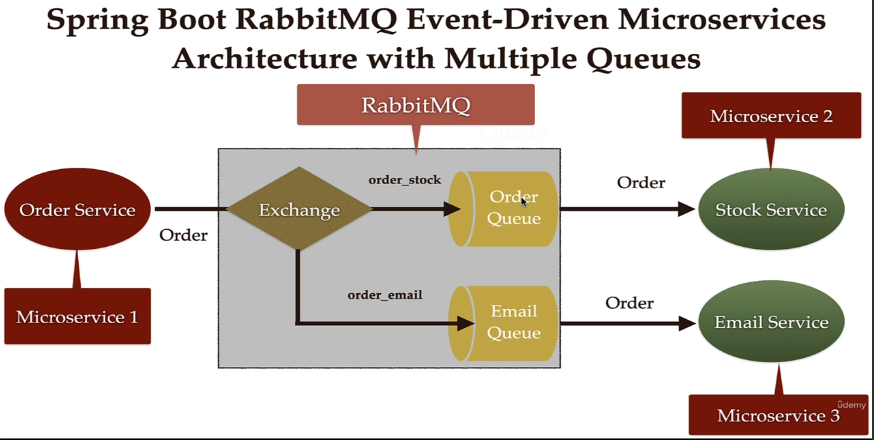 Spring Boot RabbitMQ Event-Driven Microservices
Architecture with Multiple Queues
RabbitMQ
Microservice 2
order_stock
Order Service
Exchange
Order
Queue
Order
Stock Service
Order
Microservice 1
order_email
Email
Queue
Order
Email Service
Microservice 3
ûdemy